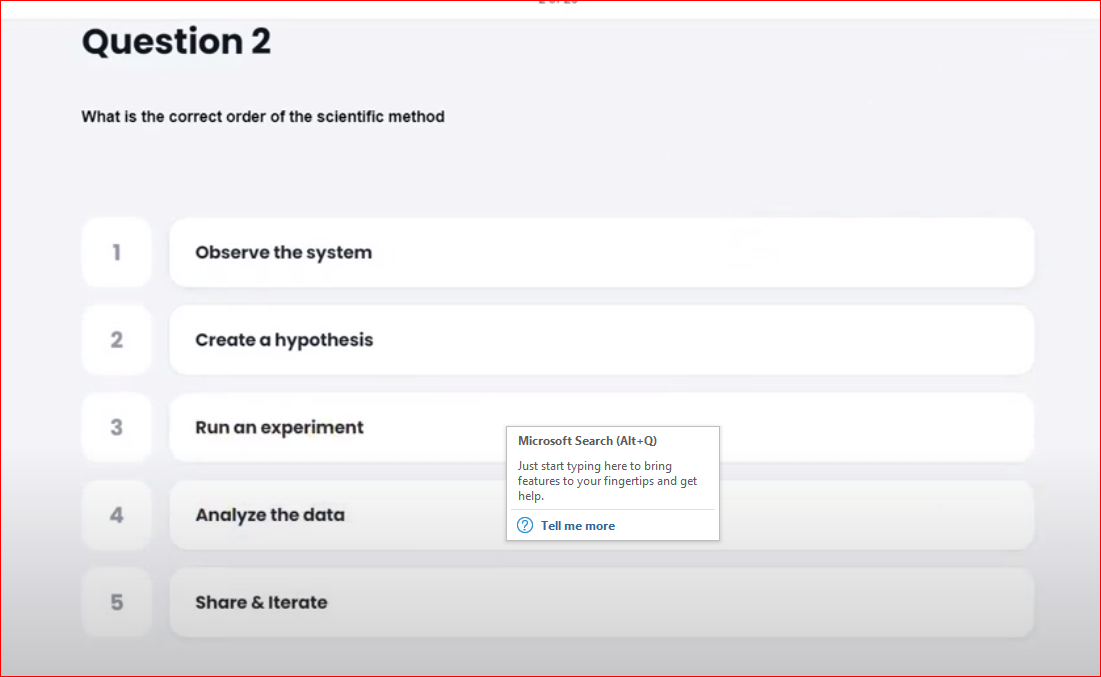 Question 2
What is the correct order of the scientific method
1 Observe the system
2 Create a hypothesis
3 Run an experiment
Microsoft Search (Alt+Q)
Just start typing here to bring
features to your fingertips and get
help.
Tell me more
4 Analyze the data
5 Share & Iterate